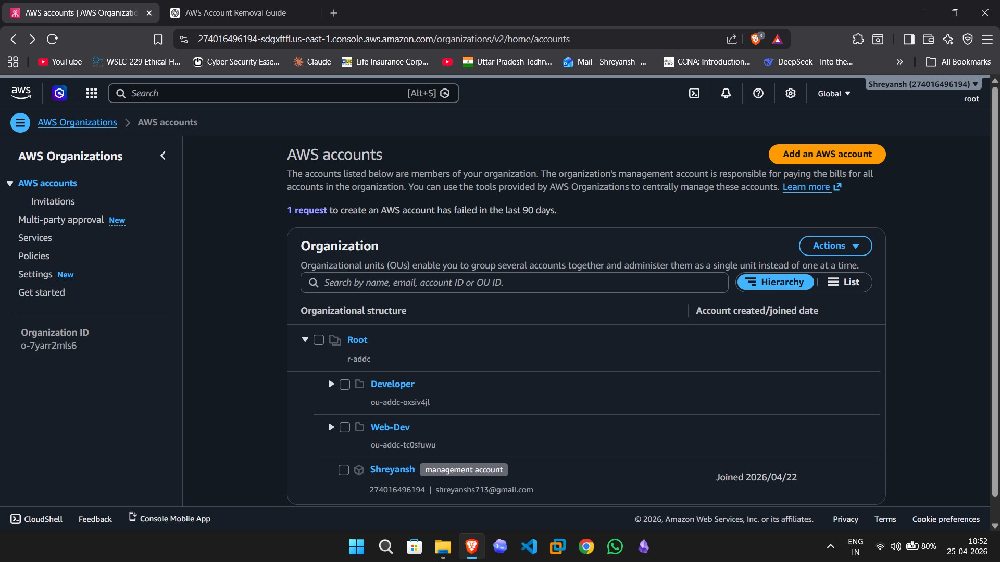 AWS accounts | AWS Organizatio
AWS Account Removal Guide
274016496194-sdgxftfl.us-east-1.console.aws.amazon.com/organizations/v2/home/accounts
3
YouTube
WSLC-229 Ethical H...
Cyber Security Esse...
Claude
Life Insurance Corp...
Uttar Pradesh Techn...
Mail - Shreyansh -...
CCNA: Introduction...
DeepSeek - Into the...
All Bookmarks
aws
Search
[Alt+S]
Global
Shreyansh (274016496194)
root
AWS Organizations
AWS accounts
AWS Organizations
AWS accounts
Invitations
Multi-party approval New
Services
Policies
Settings New
Get started
Organization ID
o-7yarr2mls6
AWS accounts
Add an AWS account
The accounts listed below are members of your organization. The organization's management account is responsible for paying the bills for all
accounts in the organization. You can use the tools provided by AWS Organizations to centrally manage these accounts. Learn more
1 request to create an AWS account has failed in the last 90 days.
Organization
Actions
Organizational units (OUs) enable you to group several accounts together and administer them as a single unit instead of one at a time.
Search by name, email, account ID or OU ID.
Hierarchy
List
Organizational structure
Account created/joined date
Root
r-addc
Developer
ou-addc-oxsiv4jl
Web-Dev
ou-addc-tc0sfuwu
Shreyansh management account
Joined 2026/04/22
274016496194 | shreyanshs713@gmail.com
CloudShell
Feedback
Console Mobile App
© 2026, Amazon Web Services, Inc. or its affiliates.
Privacy
Terms
Cookie preferences
ENG
IN
80%
18:52
25-04-2026